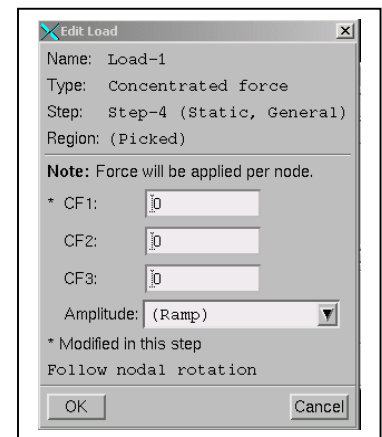 Edit Load
Name: Load-1
Type: Concentrated force
Step: Step-4 (Static, General)
Region: (Picked)
Note: Force will be applied per node.
* CF1: 0
CF2: 0
CF3: 0
Amplitude: (Ramp)
* Modified in this step
Follow nodal rotation
OK Cancel